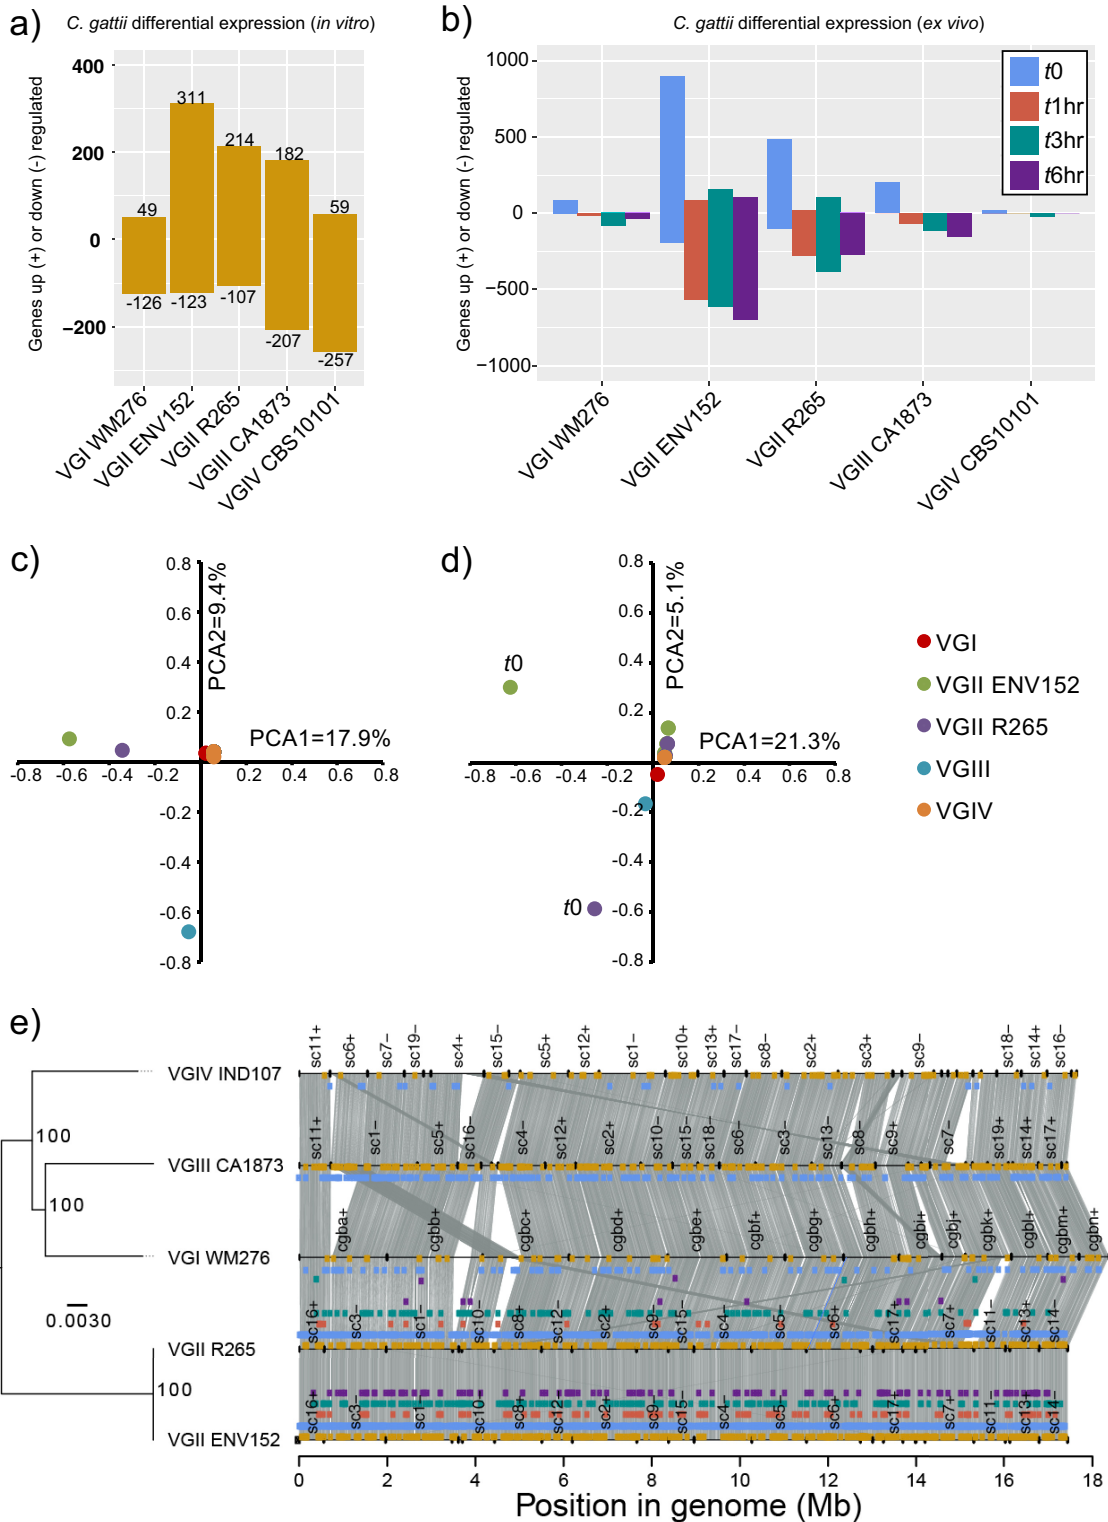 a)
C. gattii differential expression (in vitro)
Genes up (+) or down (-) regulated
400
200
0
−200
49
311
214
182
59
-126
-123
-107
-207
-257
VGI WM276
VGII ENV152
VGII R265
VGIII CA1873
VGIV CBS10101
b)
C. gattii differential expression (ex vivo)
Genes up (+) or down (-) regulated
1000
500
0
−500
−1000
t0
t1hr
t3hr
t6hr
VGI WM276
VGII ENV152
VGII R265
VGIII CA1873
VGIV CBS10101
c)
PCA2=9.4%
PCA1=17.9%
0.8
0.6
0.4
0.2
-0.8 -0.6 -0.4 -0.2 0.2 0.4 0.6 0.8
-0.2
-0.4
-0.6
-0.8
d)
PCA2=5.1%
PCA1=21.3%
0.8
0.6
0.4
0.2
-0.8 -0.6 -0.4 -0.2 0.2 0.4 0.6 0.8
-0.2
-0.4
-0.6
-0.8
t0
t0
VGI
VGII ENV152
VGII R265
VGIII
VGIV
e)
sc11+ sc6+ sc7− sc19− sc4+ sc15− sc5+ sc12+ sc1− sc10+ sc13+ sc17− sc8− sc2+ sc3+ sc9− sc18− sc14+ sc16−
VGIV IND107
100
sc11+ sc1− sc5+ sc16− sc4− sc12+ sc2+ sc10− sc15− sc18− sc6− sc3− sc13− sc8− sc9+ sc7− sc19+ sc14+ sc17+
VGIII CA1873
100
cgba+ cgbb+ cgbc+ cgbd+ cgbe+ cgbf+ cgbg+ cgbh+ cgbi+ cgbj+ cgbk+ cgbl+ cgbm+ cgbn+
VGI WM276
0.0030
sc16+ sc3− sc1− sc10− sc8+ sc12− sc2+ sc9− sc15− sc4− sc5− sc6+ sc17+ sc7+ sc11− sc13+ sc14−
VGII R265
100
sc16+ sc3− sc1− sc10− sc8+ sc12− sc2+ sc9− sc15− sc4− sc5− sc6+ sc17+ sc7+ sc11− sc13+ sc14−
VGII ENV152
0 2 4 6 8 10 12 14 16 18
Position in genome (Mb)